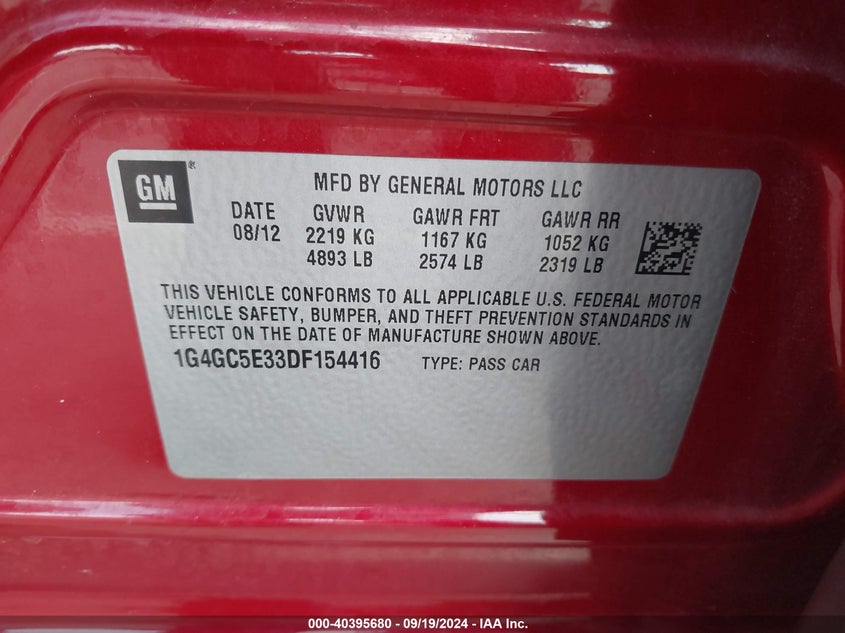 GM
MFD BY GENERAL MOTORS LLC
DATE GVWR GAWR FRT GAWR RR
08/12 2219 KG 1167 KG 1052 KG
4893 LB 2574 LB 2319 LB
THIS VEHICLE CONFORMS TO ALL APPLICABLE U.S. FEDERAL MOTOR
VEHICLE SAFETY, BUMPER, AND THEFT PREVENTION STANDARDS IN
EFFECT ON THE DATE OF MANUFACTURE SHOWN ABOVE.
1G4GC5E33DF154416 TYPE: PASS CAR
000-40395680 - 09/19/2024 - IAA Inc.